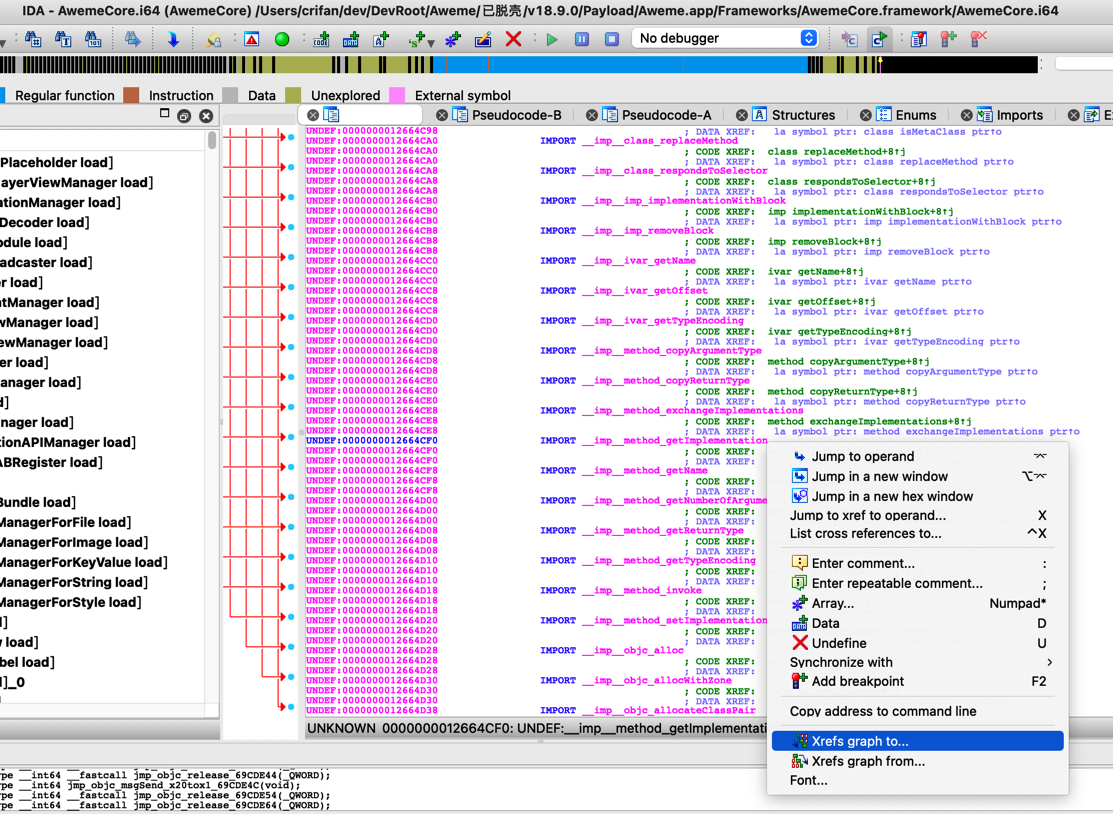 IDA - AwemeCore.i64 (AwemeCore) /Users/crifan/dev/DevRoot/Aweme/已脱壳/v18.9.0/Payload/Aweme.app/Frameworks/AwemeCore.framework/AwemeCore.i64
No debugger
Regular function Instruction Data Unexplored External symbol
Pseudocode-B Pseudocode-A Structures Enums Imports E
Placeholder load]
ayerViewManager load]
ationManager load]
Decoder load]
odule load]
adcaster load]
er load]
ntManager load]
wManager load]
ewManager load]
er load]
anager load]
d]
nager load]
tionAPIManager load]
ABRegister load]
Bundle load]
ManagerForFile load]
ManagerForImage load]
ManagerForKeyValue load]
ManagerForString load]
ManagerForStyle load]
l]
v load]
bel load]
l]_0
UNDEF:0000000012664C98 ; DATA XREF: la symbol ptr: class isMetaClass ptr↑o
UNDEF:0000000012664CA0 IMPORT __imp__class_replaceMethod
UNDEF:0000000012664CA0 ; CODE XREF: class replaceMethod+8↑j
UNDEF:0000000012664CA0 ; DATA XREF: la symbol ptr: class replaceMethod ptr↑o
UNDEF:0000000012664CA8 IMPORT __imp__class_respondsToSelector
UNDEF:0000000012664CA8 ; CODE XREF: class respondsToSelector+8↑j
UNDEF:0000000012664CA8 ; DATA XREF: la symbol ptr: class respondsToSelector ptr↑o
UNDEF:0000000012664CB0 IMPORT __imp__imp_implementationWithBlock
UNDEF:0000000012664CB0 ; CODE XREF: imp implementationWithBlock+8↑j
UNDEF:0000000012664CB0 ; DATA XREF: la symbol ptr: imp implementationWithBlock ptr↑o
UNDEF:0000000012664CB8 IMPORT __imp__imp_removeBlock
UNDEF:0000000012664CB8 ; CODE XREF: imp removeBlock+8↑j
UNDEF:0000000012664CB8 ; DATA XREF: la symbol ptr: imp removeBlock ptr↑o
UNDEF:0000000012664CC0 IMPORT __imp__ivar_getName
UNDEF:0000000012664CC0 ; CODE XREF: ivar getName+8↑j
UNDEF:0000000012664CC0 ; DATA XREF: la symbol ptr: ivar getName ptr↑o
UNDEF:0000000012664CC8 IMPORT __imp__ivar_getOffset
UNDEF:0000000012664CC8 ; CODE XREF: ivar getOffset+8↑j
UNDEF:0000000012664CC8 ; DATA XREF: la symbol ptr: ivar getOffset ptr↑o
UNDEF:0000000012664CD0 IMPORT __imp__ivar_getTypeEncoding
UNDEF:0000000012664CD0 ; CODE XREF: ivar getTypeEncoding+8↑j
UNDEF:0000000012664CD0 ; DATA XREF: la symbol ptr: ivar getTypeEncoding ptr↑o
UNDEF:0000000012664CD8 IMPORT __imp__method_copyArgumentType
UNDEF:0000000012664CD8 ; CODE XREF: method copyArgumentType+8↑j
UNDEF:0000000012664CD8 ; DATA XREF: la symbol ptr: method copyArgumentType ptr↑o
UNDEF:0000000012664CE0 IMPORT __imp__method_copyReturnType
UNDEF:0000000012664CE0 ; CODE XREF: method copyReturnType+8↑j
UNDEF:0000000012664CE0 ; DATA XREF: la symbol ptr: method copyReturnType ptr↑o
UNDEF:0000000012664CE8 IMPORT __imp__method_exchangeImplementations
UNDEF:0000000012664CE8 ; CODE XREF: method exchangeImplementations+8↑j
UNDEF:0000000012664CE8 ; DATA XREF: la symbol ptr: method exchangeImplementations ptr↑o
UNDEF:0000000012664CF0 IMPORT __imp__method_getImplementation
UNDEF:0000000012664CF0 ; CODE XREF:
UNDEF:0000000012664CF0 ; DATA XREF:
UNDEF:0000000012664CF8 IMPORT __imp__method_getName
UNDEF:0000000012664CF8 ; CODE XREF:
UNDEF:0000000012664CF8 ; DATA XREF:
UNDEF:0000000012664D00 IMPORT __imp__method_getNumberOfArgume
UNDEF:0000000012664D00 ; CODE XREF:
UNDEF:0000000012664D00 ; DATA XREF:
UNDEF:0000000012664D08 IMPORT __imp__method_getReturnType
UNDEF:0000000012664D08 ; CODE XREF:
UNDEF:0000000012664D08 ; DATA XREF:
UNDEF:0000000012664D10 IMPORT __imp__method_getTypeEncoding
UNDEF:0000000012664D10 ; CODE XREF:
UNDEF:0000000012664D10 ; DATA XREF:
UNDEF:0000000012664D18 IMPORT __imp__method_invoke
UNDEF:0000000012664D18 ; CODE XREF:
UNDEF:0000000012664D18 ; DATA XREF:
UNDEF:0000000012664D20 IMPORT __imp__method_setImplementation
UNDEF:0000000012664D20 ; CODE XREF:
UNDEF:0000000012664D20 ; DATA XREF:
UNDEF:0000000012664D28 IMPORT __imp__objc_alloc
UNDEF:0000000012664D28 ; CODE XREF:
UNDEF:0000000012664D28 ; DATA XREF:
UNDEF:0000000012664D30 IMPORT __imp__objc_allocWithZone
UNDEF:0000000012664D30 ; CODE XREF:
UNDEF:0000000012664D30 ; DATA XREF:
UNDEF:0000000012664D38 IMPORT __imp__objc_allocateClassPair
UNKNOWN 0000000012664CF0: UNDEF:__imp__method_getImplementati
Jump to operand
Jump in a new window
Jump in a new hex window
Jump to xref to operand... X
List cross references to... ^X
Enter comment... :
Enter repeatable comment... ;
Array... Numpad*
Data D
Undefine U
Synchronize with >
Add breakpoint F2
Copy address to command line
Xrefs graph to...
Xrefs graph from...
Font...
ype __int64 __fastcall jmp_objc_release_69CDE44(_QWORD);
ype __int64 jmp_objc_msgSend_x20tox1_69CDE4C(void);
ype __int64 __fastcall jmp_objc_release_69CDE54(_QWORD);
ype __int64 __fastcall jmp_objc_release_69CDE64(_QWORD);